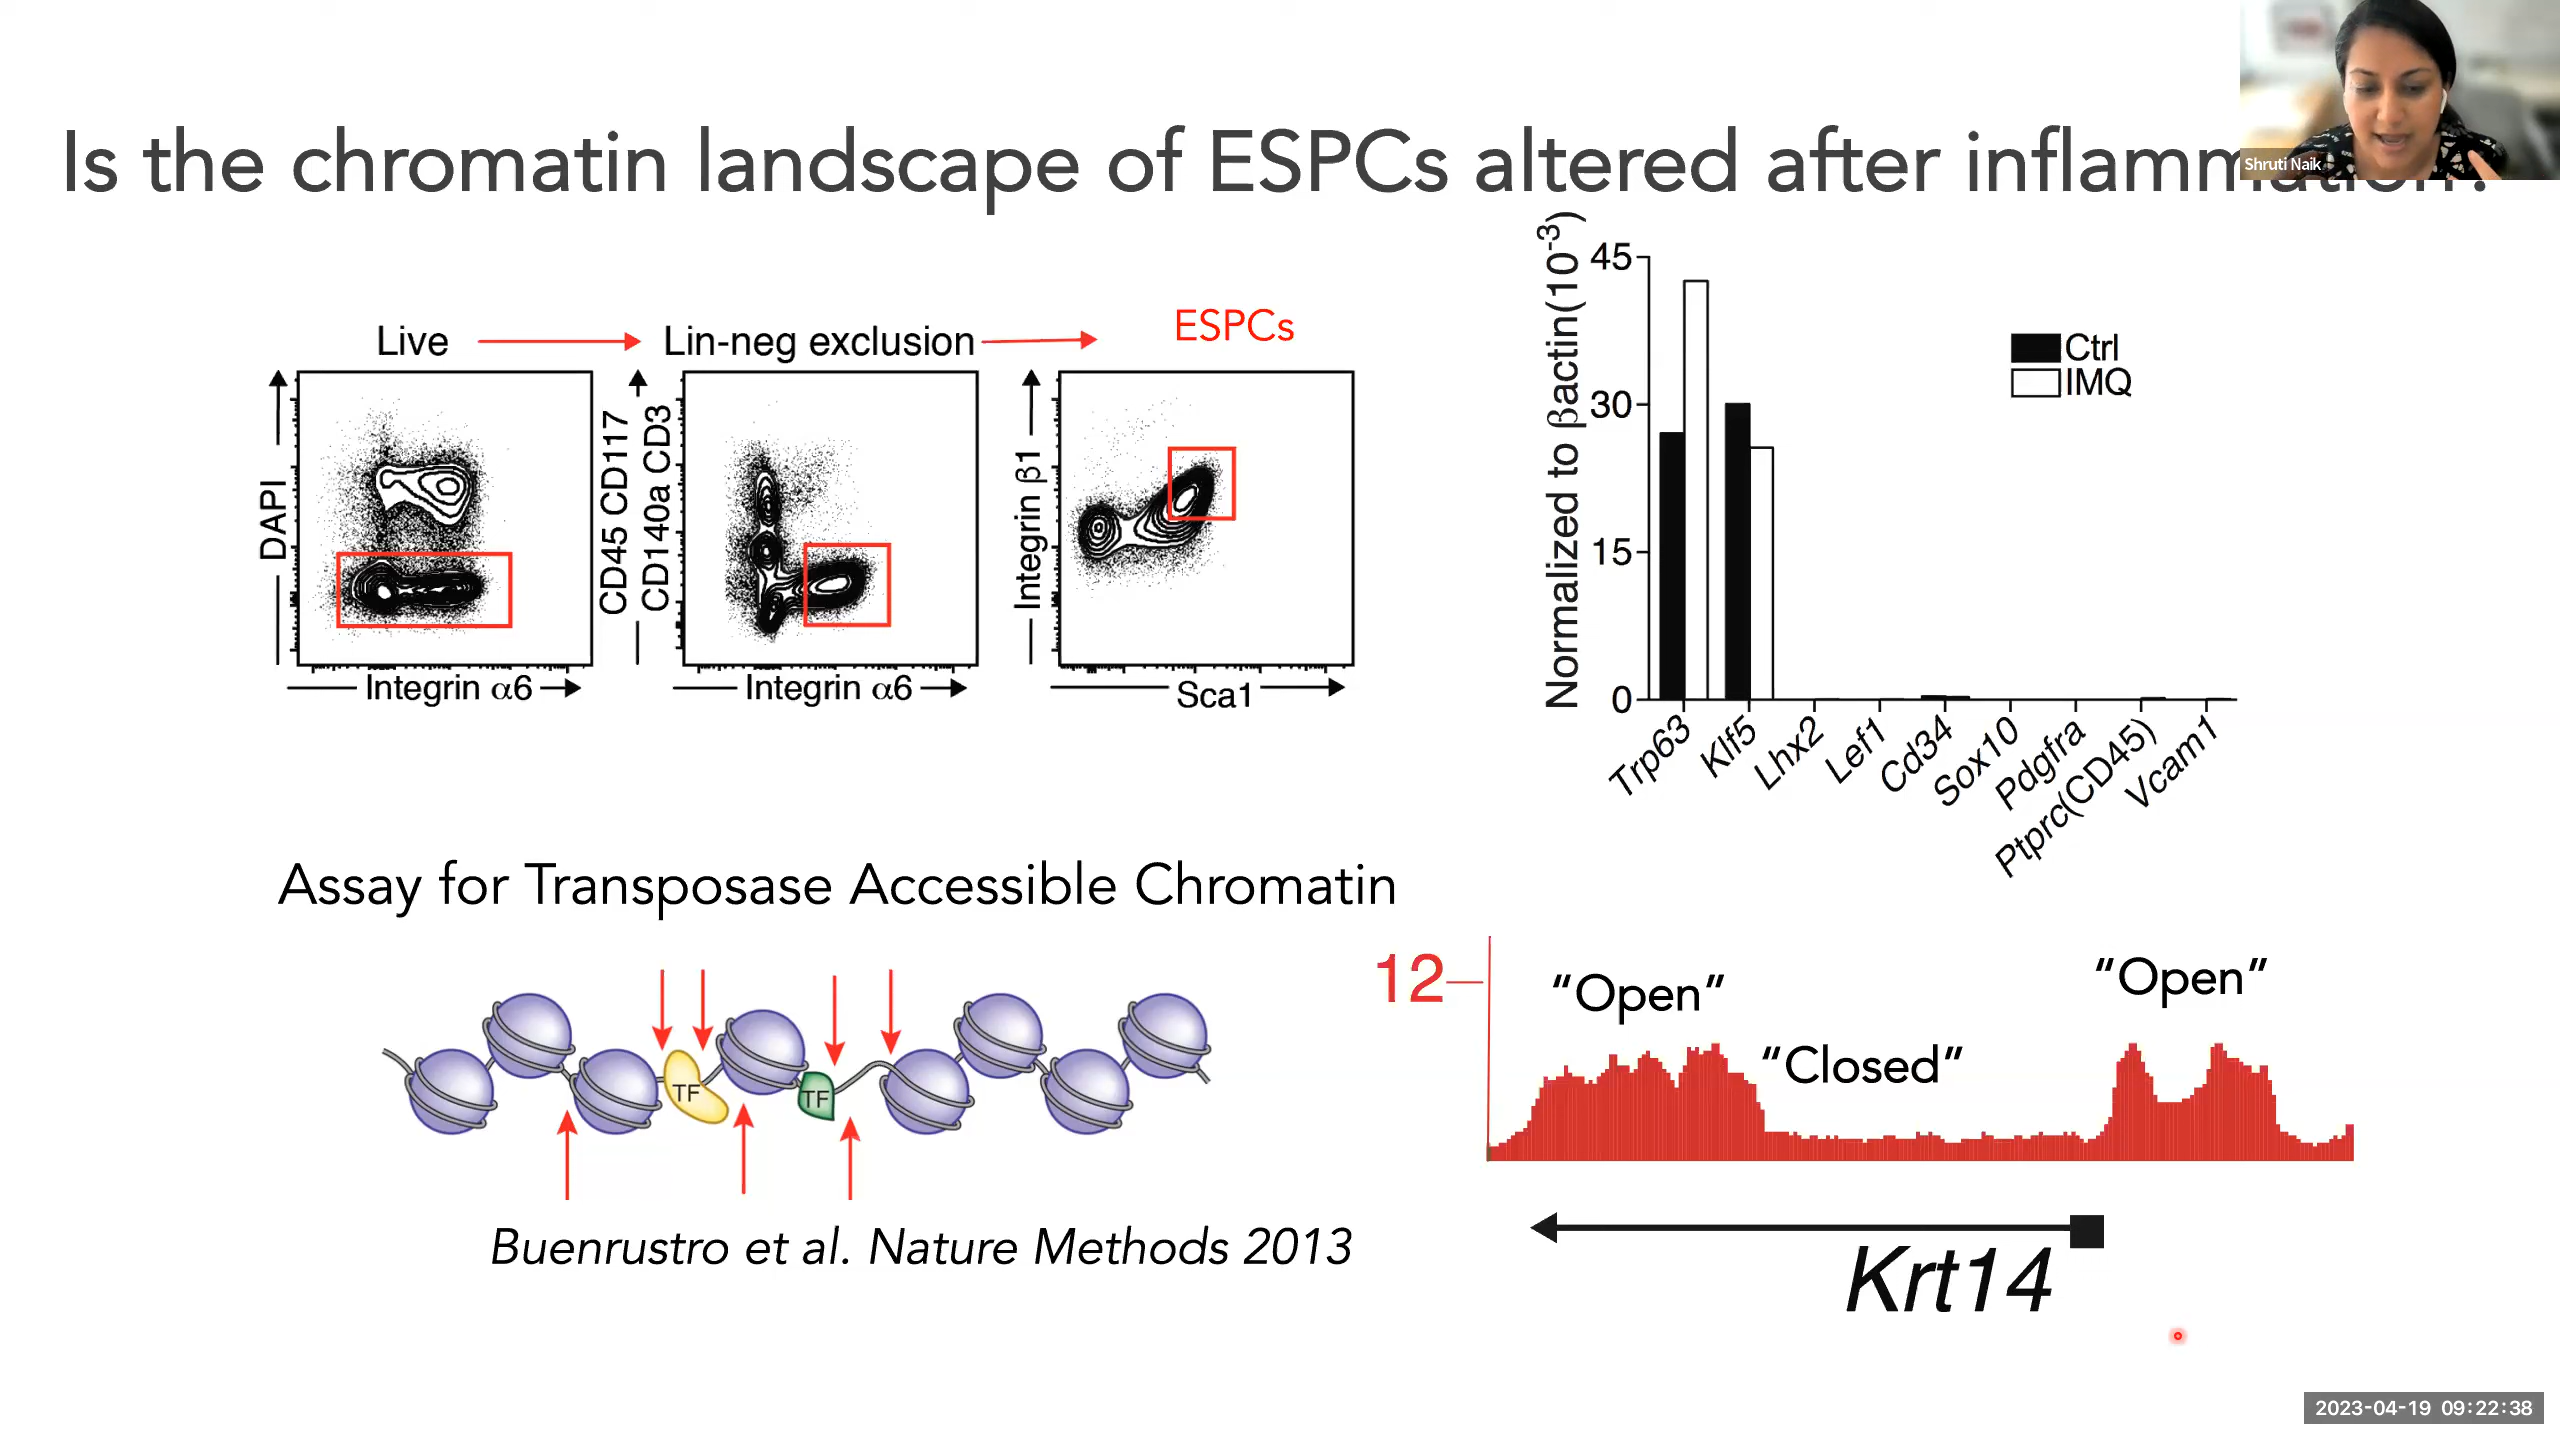 Is the chromatin landscape of ESPCs altered after inflammation?
Shruti Naik
Live
Lin-neg exclusion
ESPCs
DAPI
Integrin α6
CD45 CD117
CD140a CD3
Integrin α6
Integrin β1
Sca1
Normalized to βactin(10-3)
45
30
15
0
Ctrl
IMQ
Trp63
Klf5
Lhx2
Lef1
Cd34
Sox10
Pdgfra
Ptprc(CD45)
Vcam1
Assay for Transposase Accessible Chromatin
TF
TF
Buenrustro et al. Nature Methods 2013
12
“Open”
“Closed”
“Open”
Krt14
2023-04-19 09:22:38